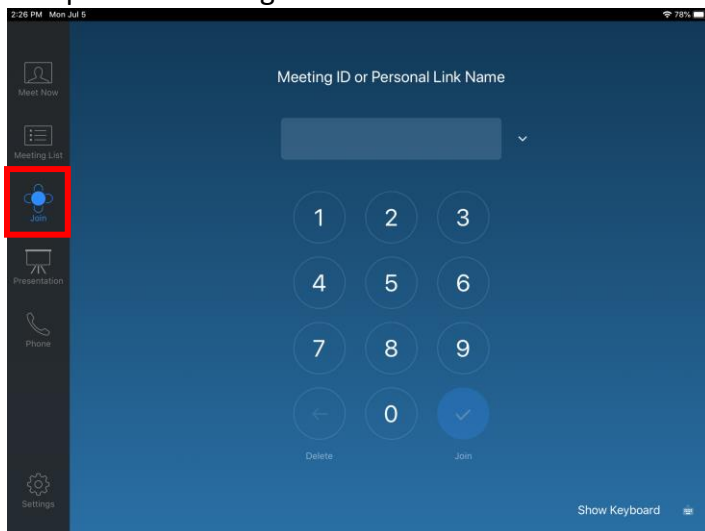 2:26 PM Mon Jul 5 78%
Meet Now
Meeting List
Join
Presentation
Phone
Settings
Meeting ID or Personal Link Name
1 2 3
4 5 6
7 8 9
0
Delete Join
Show Keyboard